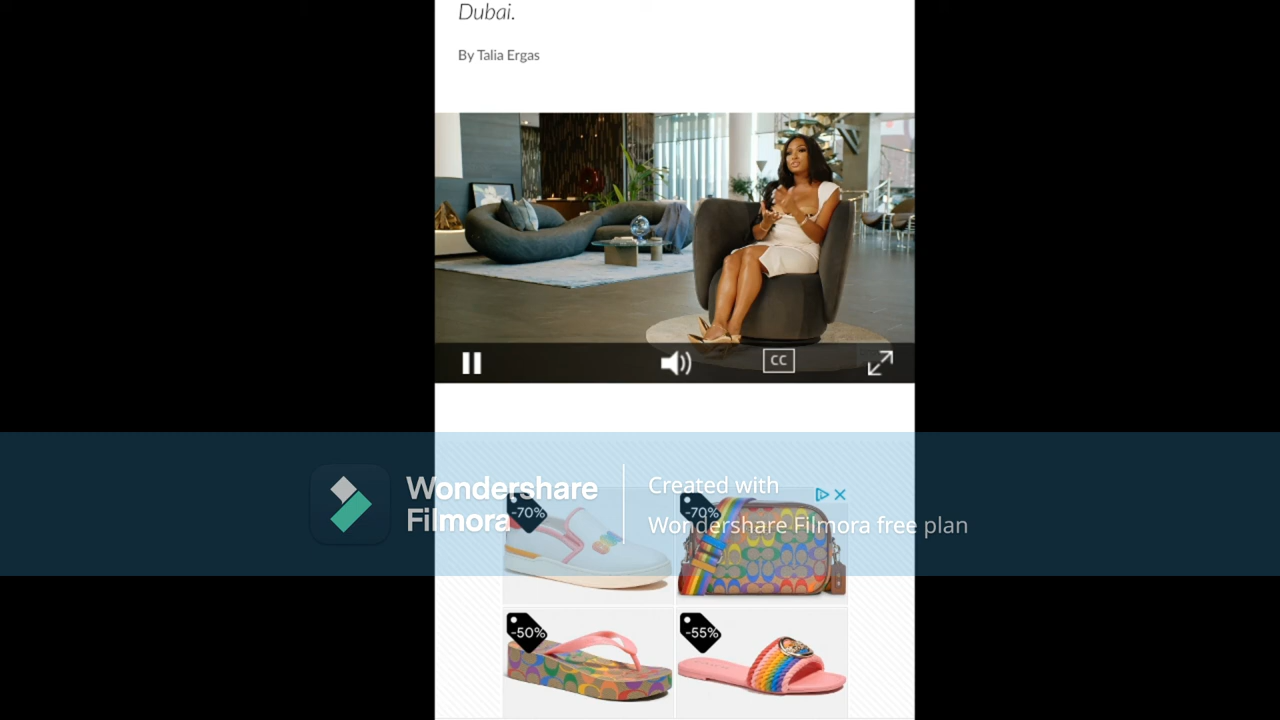 Dubai.
By Talia Ergas
CC
Wondershare
Filmora
Created with
Wondershare Filmora free plan
-70%
-70%
-50%
-55%